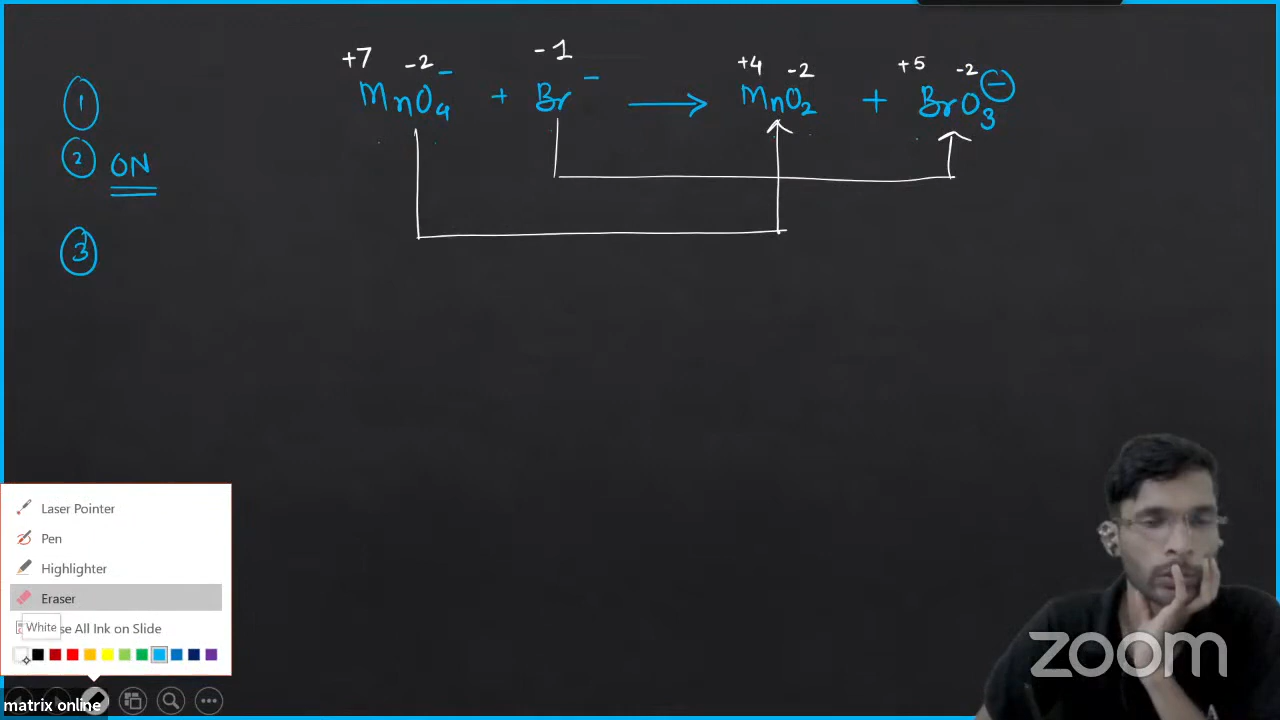 +7 -2 -1 +4 -2 +5 -2
① MnO₄⁻ + Br⁻ → MnO₂ + BrO₃⊖
② ON
③
Laser Pointer
Pen
Highlighter
Eraser
White se All Ink on Slide
matrix online
zoom